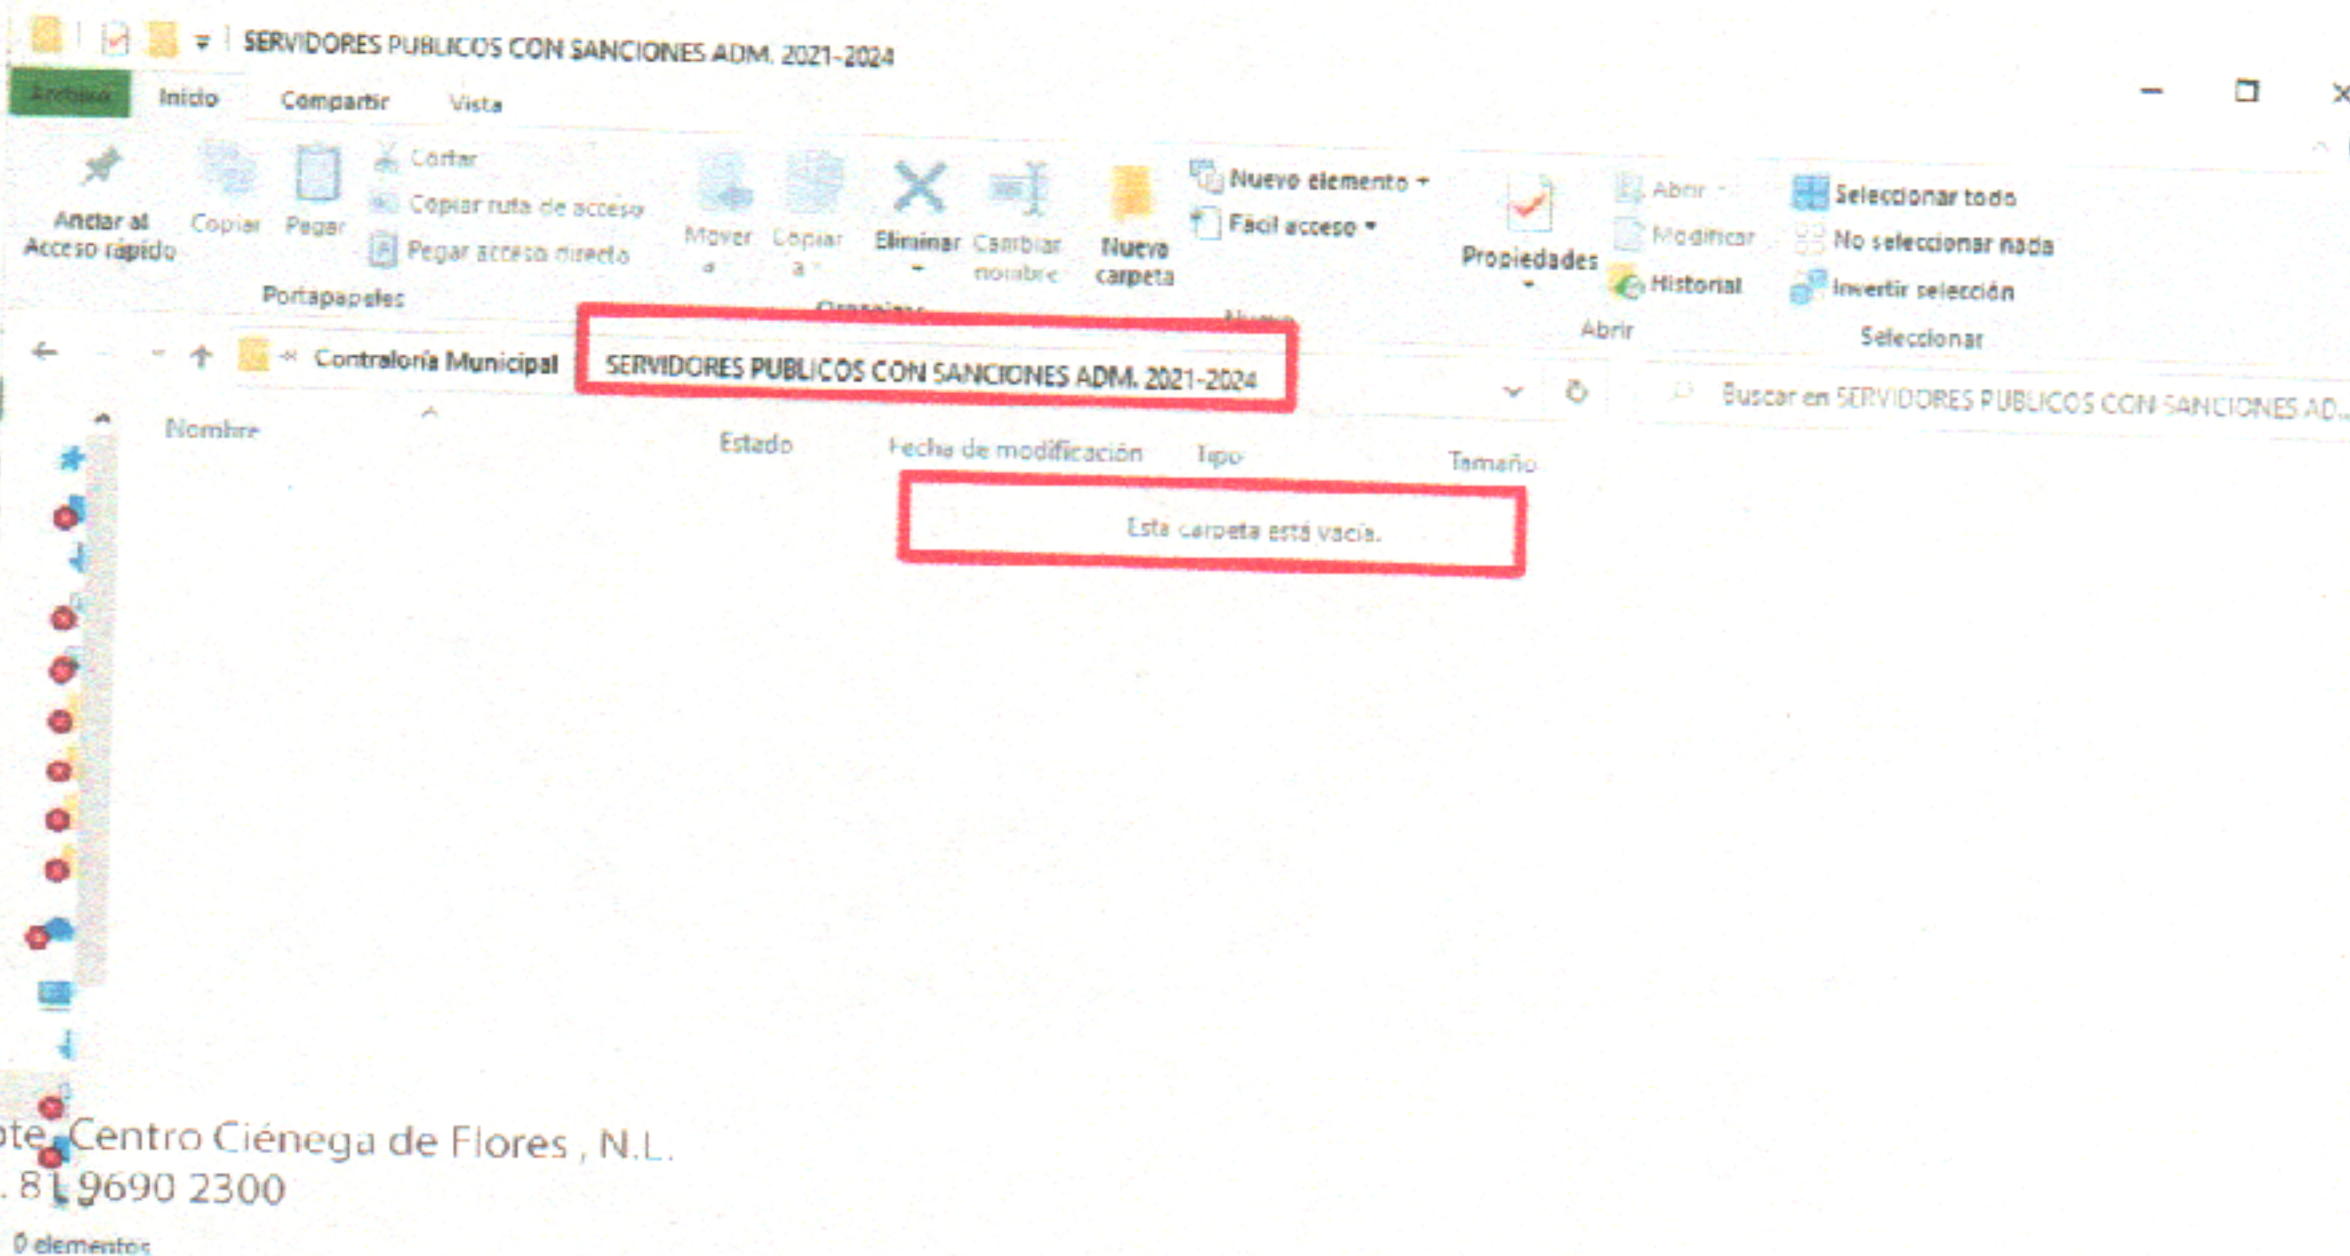 SERVIDORES PUBLICOS CON SANCIONES ADM. 2021-2024
Archivo Inicio Compartir Vista
Anclar al Acceso rápido
Copiar
Pegar
Cortar
Copiar ruta de acceso
Pegar acceso directo
Portapapeles
Mover a
Copiar a
Eliminar
Cambiar nombre
Organizar
Nueva carpeta
Nuevo elemento
Fácil acceso
Nuevo
Propiedades
Abrir
Modificar
Historial
Abrir
Seleccionar todo
No seleccionar nada
Invertir selección
Seleccionar
Contraloría Municipal SERVIDORES PUBLICOS CON SANCIONES ADM. 2021-2024
Buscar en SERVIDORES PUBLICOS CON SANCIONES AD...
Nombre Estado Fecha de modificación Tipo Tamaño
Esta carpeta está vacía.
pte. Centro Ciénega de Flores , N.L.
. 81 9690 2300
0 elementos